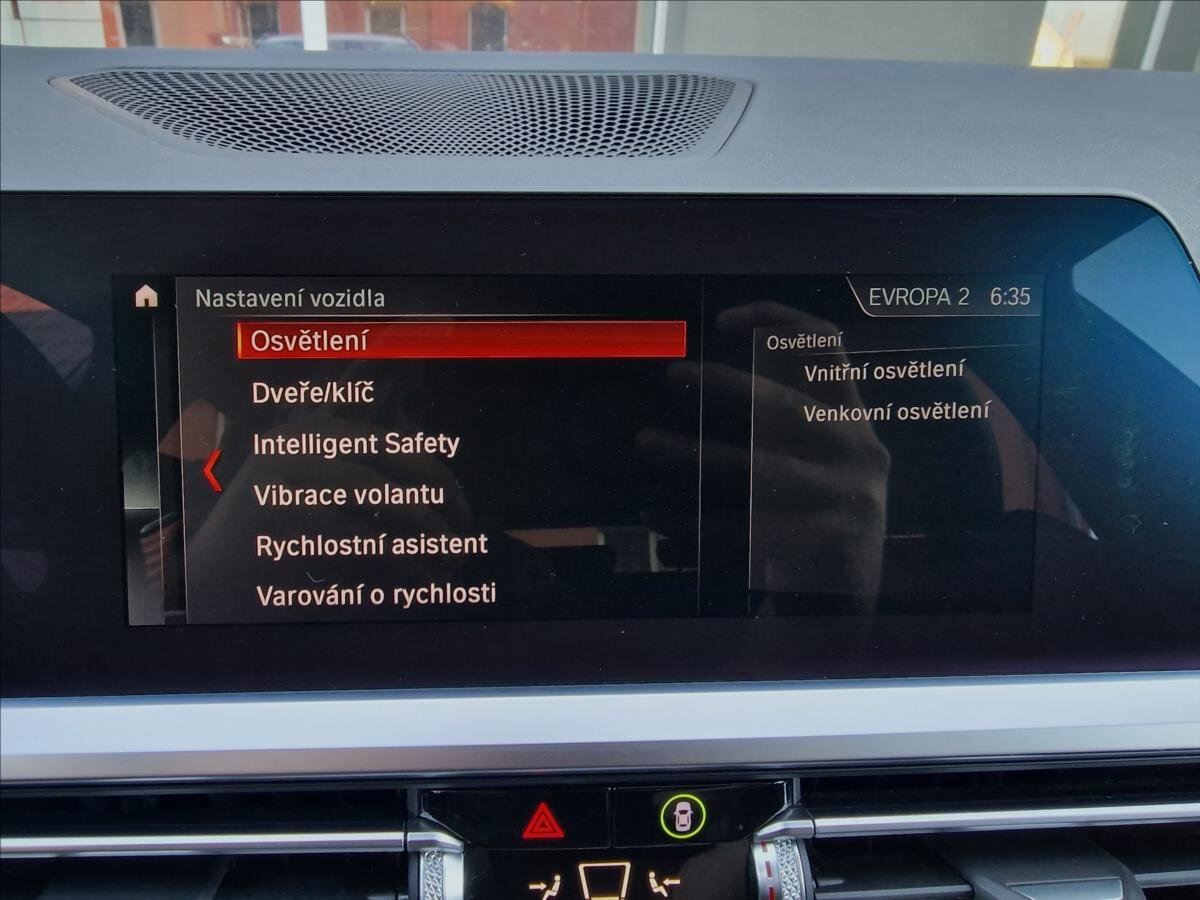 Nastavení vozidla
EVROPA 2 6:35
Osvětlení
Dveře/klíč
Intelligent Safety
Vibrace volantu
Rychlostní asistent
Varování o rychlosti
Osvětlení
Vnitřní osvětlení
Venkovní osvětlení